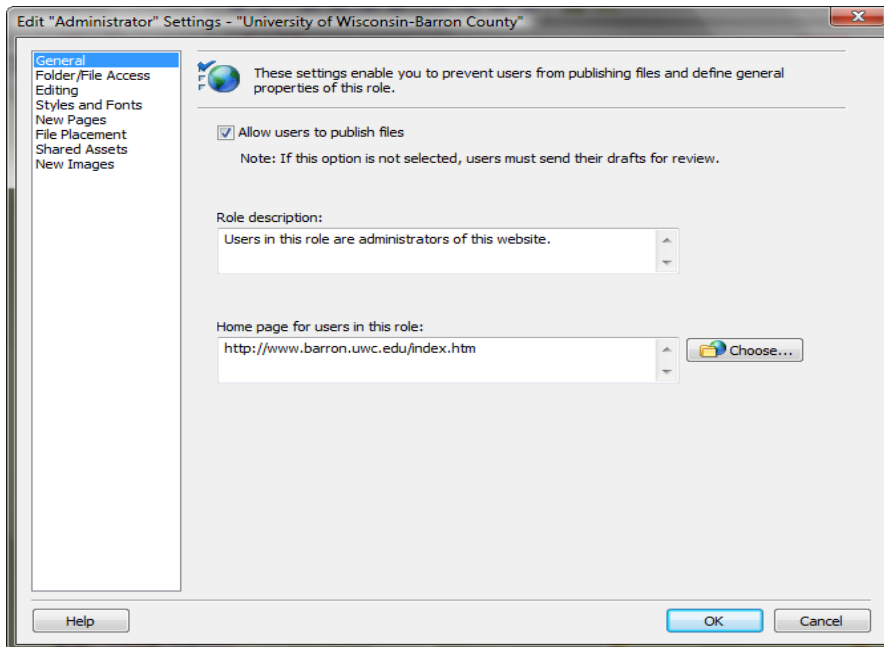 Edit "Administrator" Settings - "University of Wisconsin-Barron County"
General
Folder/File Access
Editing
Styles and Fonts
New Pages
File Placement
Shared Assets
New Images
These settings enable you to prevent users from publishing files and define general
properties of this role.
Allow users to publish files
Note: If this option is not selected, users must send their drafts for review.
Role description:
Users in this role are administrators of this website.
Home page for users in this role:
http://www.barron.uwc.edu/index.htm
Choose...
Help
OK
Cancel